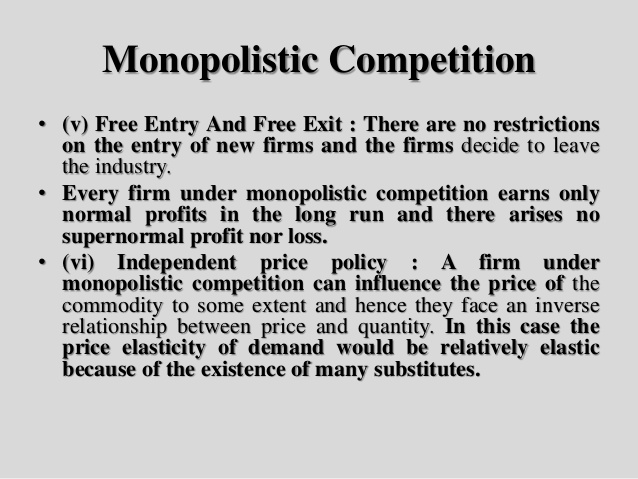 Monopolistic Competition
• (v) Free Entry And Free Exit : There are no restrictions
on the entry of new firms and the firms decide to leave
the industry.
• Every firm under monopolistic competition earns only
normal profits in the long run and there arises no
supernormal profit nor loss.
• (vi) Independent price policy : A firm under
monopolistic competition can influence the price of the
commodity to some extent and hence they face an inverse
relationship between price and quantity. In this case the
price elasticity of demand would be relatively elastic
because of the existence of many substitutes.